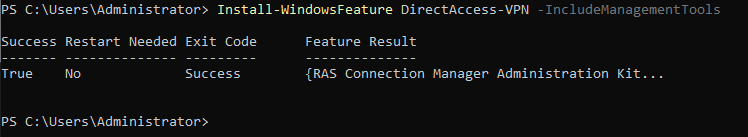 PS C:\Users\Administrator> Install-WindowsFeature DirectAccess-VPN -IncludeManagementTools
Success Restart Needed Exit Code      Feature Result
------- -------------- ---------      --------------
True    No             Success        {RAS Connection Manager Administration Kit...
PS C:\Users\Administrator>